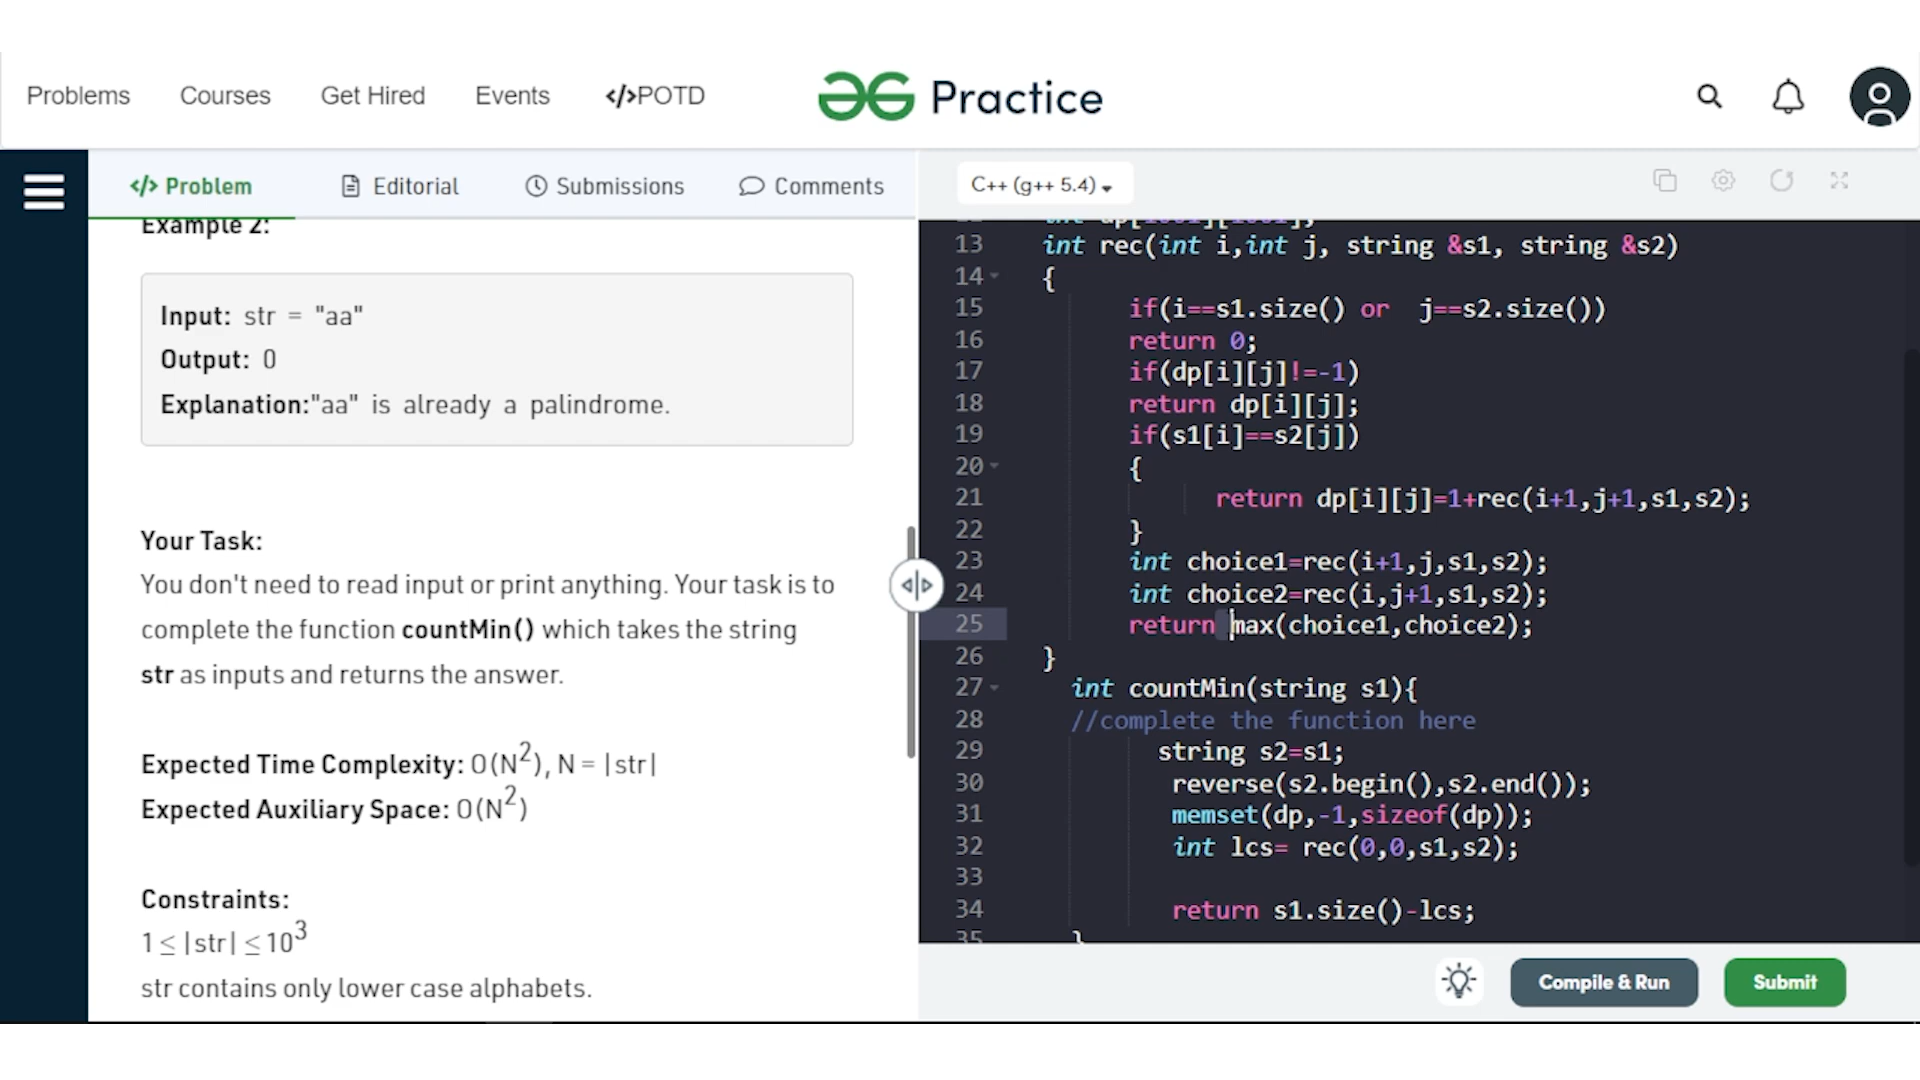 Problems Courses Get Hired Events </>POTD Practice
</> Problem Editorial Submissions Comments C++ (g++ 5.4)
Example 2:
Input: str = "aa"
Output: 0
Explanation:"aa" is already a palindrome.
Your Task:
You don't need to read input or print anything. Your task is to
complete the function countMin() which takes the string
str as inputs and returns the answer.
Expected Time Complexity: O(N²), N = |str|
Expected Auxiliary Space: O(N²)
Constraints:
1 ≤ |str| ≤ 10³
str contains only lower case alphabets.
13 int rec(int i,int j, string &s1, string &s2)
14 {
15 if(i==s1.size() or j==s2.size())
16 return 0;
17 if(dp[i][j]!=-1)
18 return dp[i][j];
19 if(s1[i]==s2[j])
20 {
21 return dp[i][j]=1+rec(i+1,j+1,s1,s2);
22 }
23 int choice1=rec(i+1,j,s1,s2);
24 int choice2=rec(i,j+1,s1,s2);
25 return max(choice1,choice2);
26 }
27 int countMin(string s1){
28 //complete the function here
29 string s2=s1;
30 reverse(s2.begin(),s2.end());
31 memset(dp,-1,sizeof(dp));
32 int lcs= rec(0,0,s1,s2);
33
34 return s1.size()-lcs;
35 }
Compile & Run Submit